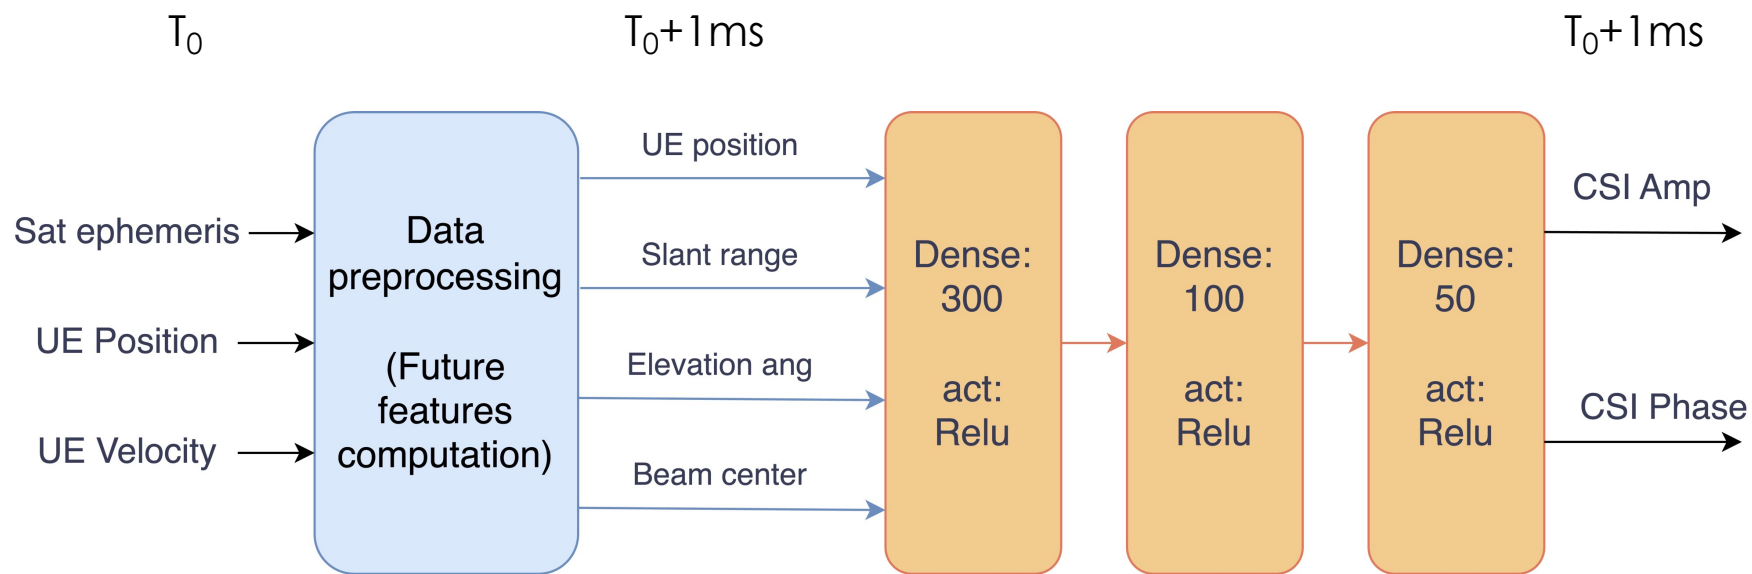 T₀
T₀+1ms
T₀+1ms
Sat ephemeris
UE Position
UE Velocity
Data
preprocessing
(Future
features
computation)
UE position
Slant range
Elevation ang
Beam center
Dense:
300
act:
Relu
Dense:
100
act:
Relu
Dense:
50
act:
Relu
CSI Amp
CSI Phase